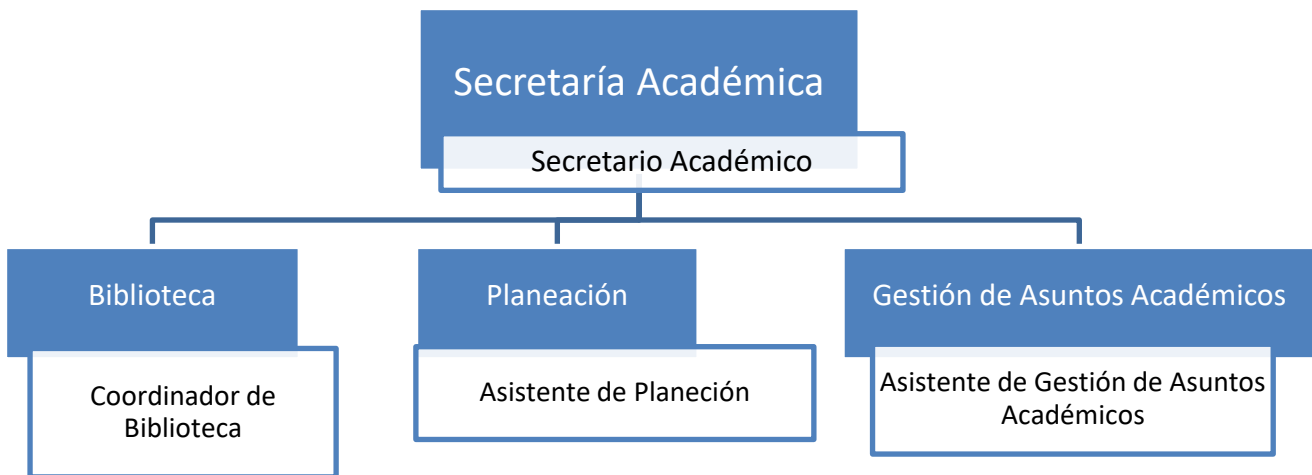 Secretaría Académica
Secretario Académico
Biblioteca
Coordinador de
Biblioteca
Planeación
Asistente de Planeción
Gestión de Asuntos Académicos
Asistente de Gestión de Asuntos
Académicos